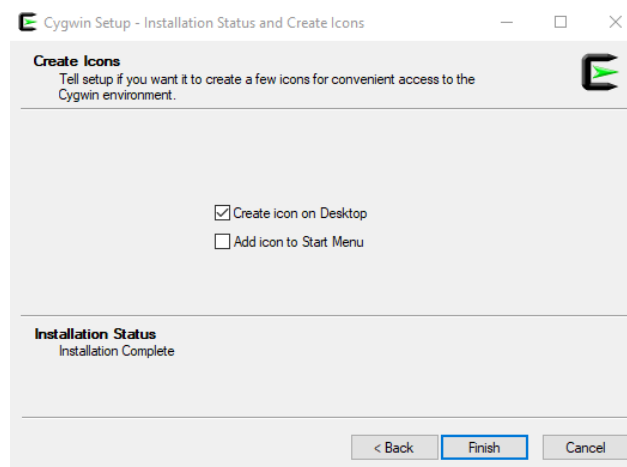 Cygwin Setup - Installation Status and Create Icons
Create Icons
Tell setup if you want it to create a few icons for convenient access to the
Cygwin environment.
Create icon on Desktop
Add icon to Start Menu
Installation Status
Installation Complete
< Back Finish Cancel